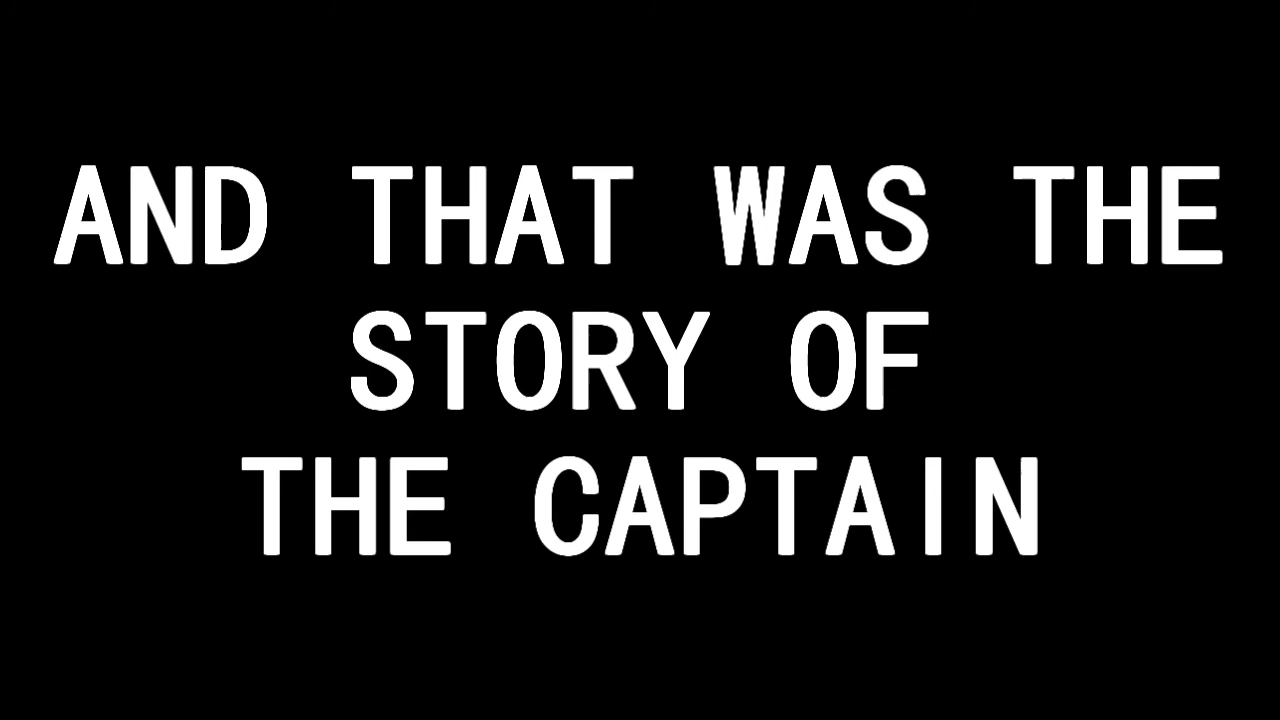 AND THAT WAS THE
STORY OF
THE CAPTAIN